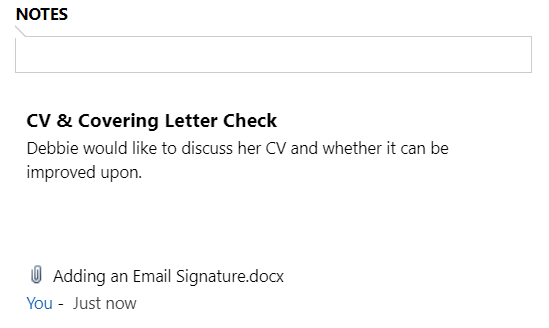 NOTES
CV & Covering Letter Check
Debbie would like to discuss her CV and whether it can be
improved upon.
Adding an Email Signature.docx
You - Just now